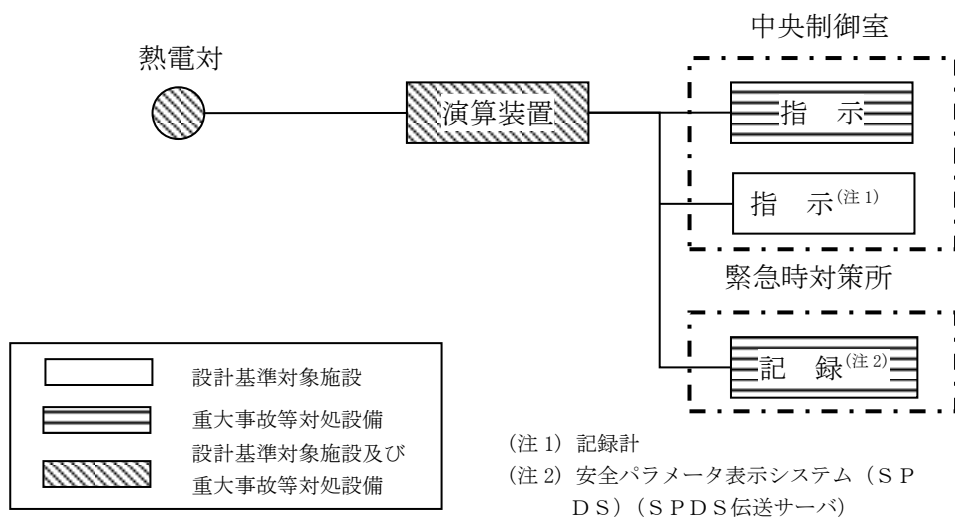 中央制御室
熱電対
演算装置
指　示
指　示(注1)
緊急時対策所
記　録(注2)
設計基準対象施設
重大事故等対処設備
設計基準対象施設及び
重大事故等対処設備
(注1) 記録計
(注2) 安全パラメータ表示システム（ＳＰ
ＤＳ）（ＳＰＤＳ伝送サーバ）